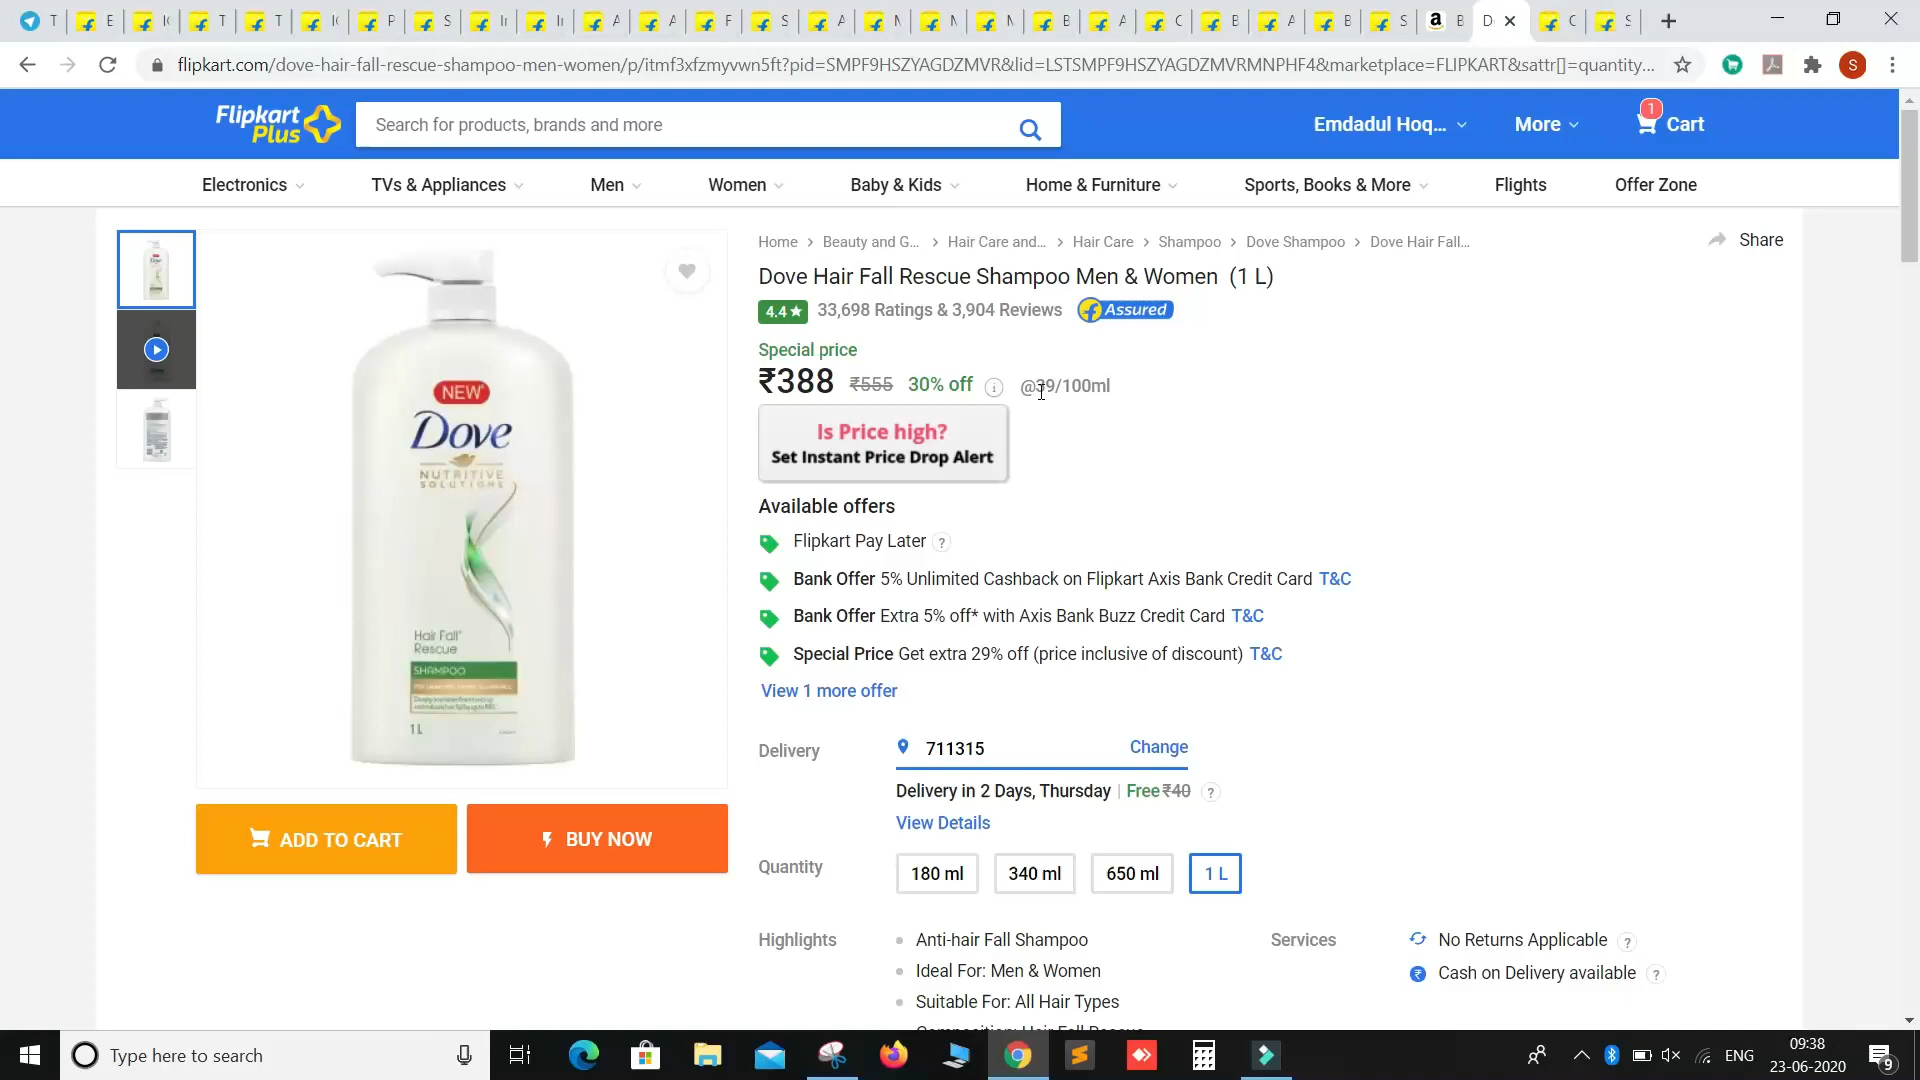 flipkart.com/dove-hair-fall-rescue-shampoo-men-women/p/itmf3xfzmyvwn5ft?pid=SMPF9HSZYAGDZMVR&lid=LSTSMPF9HSZYAGDZMVRMNPHF4&marketplace=FLIPKART&sattr[]=quantity...
S
Flipkart
Plus
Search for products, brands and more
Emdadul Hoq...
More
1
Cart
Electronics
TVs & Appliances
Men
Women
Baby & Kids
Home & Furniture
Sports, Books & More
Flights
Offer Zone
Home > Beauty and G... > Hair Care and... > Hair Care > Shampoo > Dove Shampoo > Dove Hair Fall...
Share
Dove Hair Fall Rescue Shampoo Men & Women (1 L)
4.4★ 33,698 Ratings & 3,904 Reviews Assured
Special price
₹388 ₹555 30% off @39/100ml
Is Price high?
Set Instant Price Drop Alert
NEW
Dove
NUTRITIVE
SOLUTIONS
Hair Fall
Rescue
SHAMPOO
1L
Available offers
Flipkart Pay Later ?
Bank Offer 5% Unlimited Cashback on Flipkart Axis Bank Credit Card T&C
Bank Offer Extra 5% off* with Axis Bank Buzz Credit Card T&C
Special Price Get extra 29% off (price inclusive of discount) T&C
View 1 more offer
Delivery
711315
Change
Delivery in 2 Days, Thursday | Free ₹40 ?
View Details
ADD TO CART
BUY NOW
Quantity
180 ml
340 ml
650 ml
1 L
Highlights
Anti-hair Fall Shampoo
Ideal For: Men & Women
Suitable For: All Hair Types
Services
No Returns Applicable ?
Cash on Delivery available ?
Type here to search
ENG
09:38
23-06-2020
9